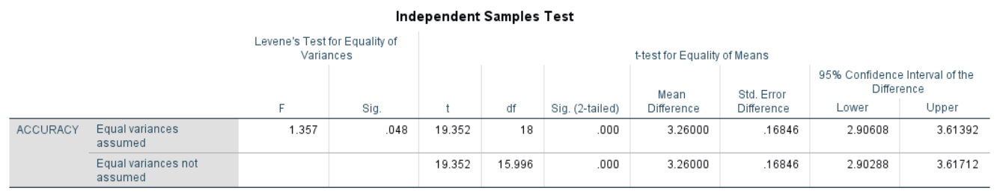 Independent Samples Test
Levene's Test for Equality of
Variances
t-test for Equality of Means
95% Confidence Interval of the
Difference
F Sig. t df Sig. (2-tailed) Mean
Difference Std. Error
Difference Lower Upper
ACCURACY Equal variances
assumed 1.357 .048 19.352 18 .000 3.26000 .16846 2.90608 3.61392
Equal variances not
assumed 19.352 15.996 .000 3.26000 .16846 2.90288 3.61712